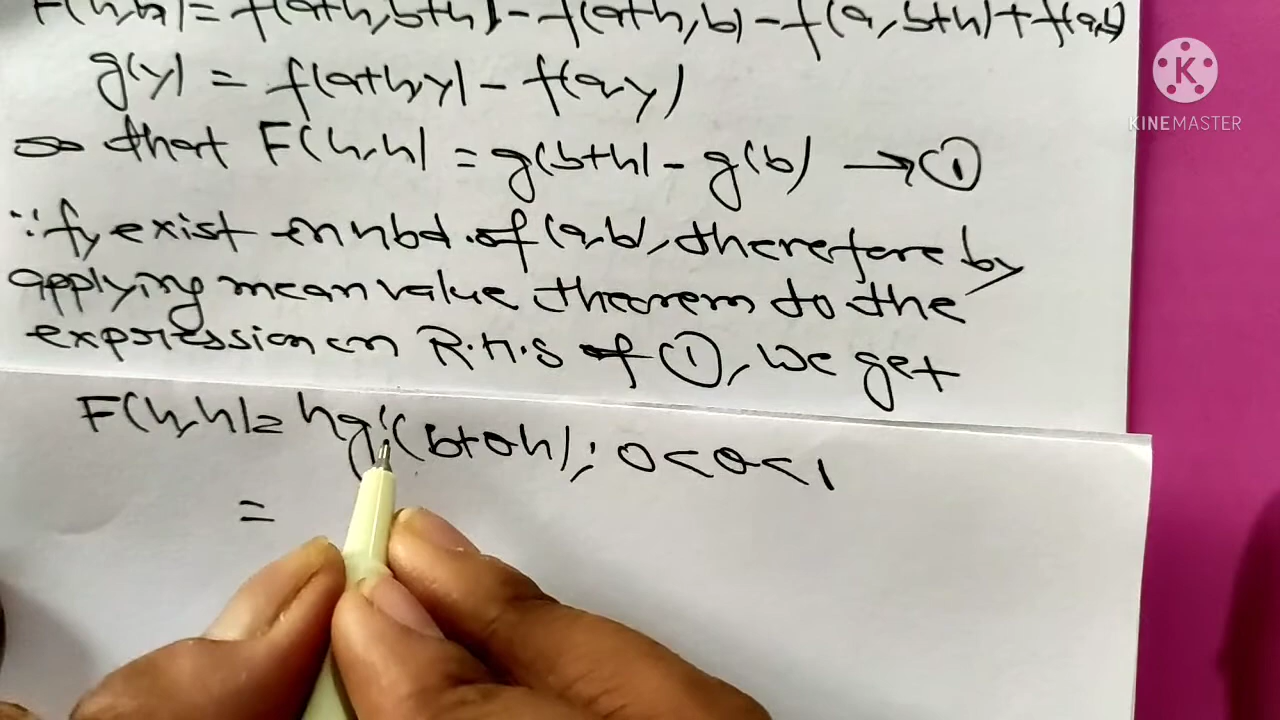 F(h,h) = f(a+h,b+h) - f(a+h,b) - f(a,b+h) + f(a,b)
g(y) = f(a+h,y) - f(a,y)
so that F(h,h) = g(b+h) - g(b) → ①
∵ fy exist in nbd. of (a,b), therefore by
applying mean value theorem to the
expression on R.H.S of ①, we get
F(h,h) = hg'(b+θh); 0<θ<1
=
K
KINEMASTER